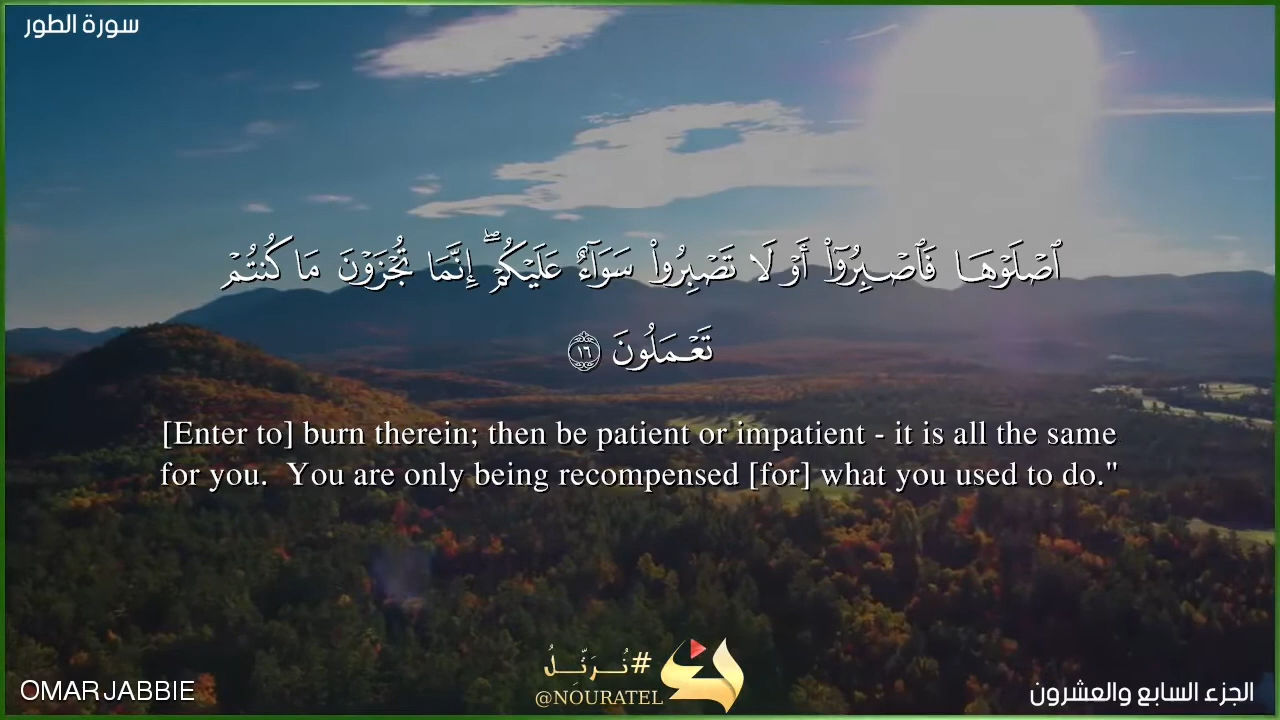 سورة الطور
ٱصْلَوْهَا فَٱصْبِرُوٓا۟ أَوْ لَا تَصْبِرُوا۟ سَوَآءٌ عَلَيْكُمْ ۖ إِنَّمَا تُجْزَوْنَ مَا كُنتُمْ
تَعْمَلُونَ ١٦
[Enter to] burn therein; then be patient or impatient - it is all the same
for you.  You are only being recompensed [for] what you used to do."
#نُرَتِّلُ
@NOURATEL
OMAR JABBIE
الجزء السابع والعشرون